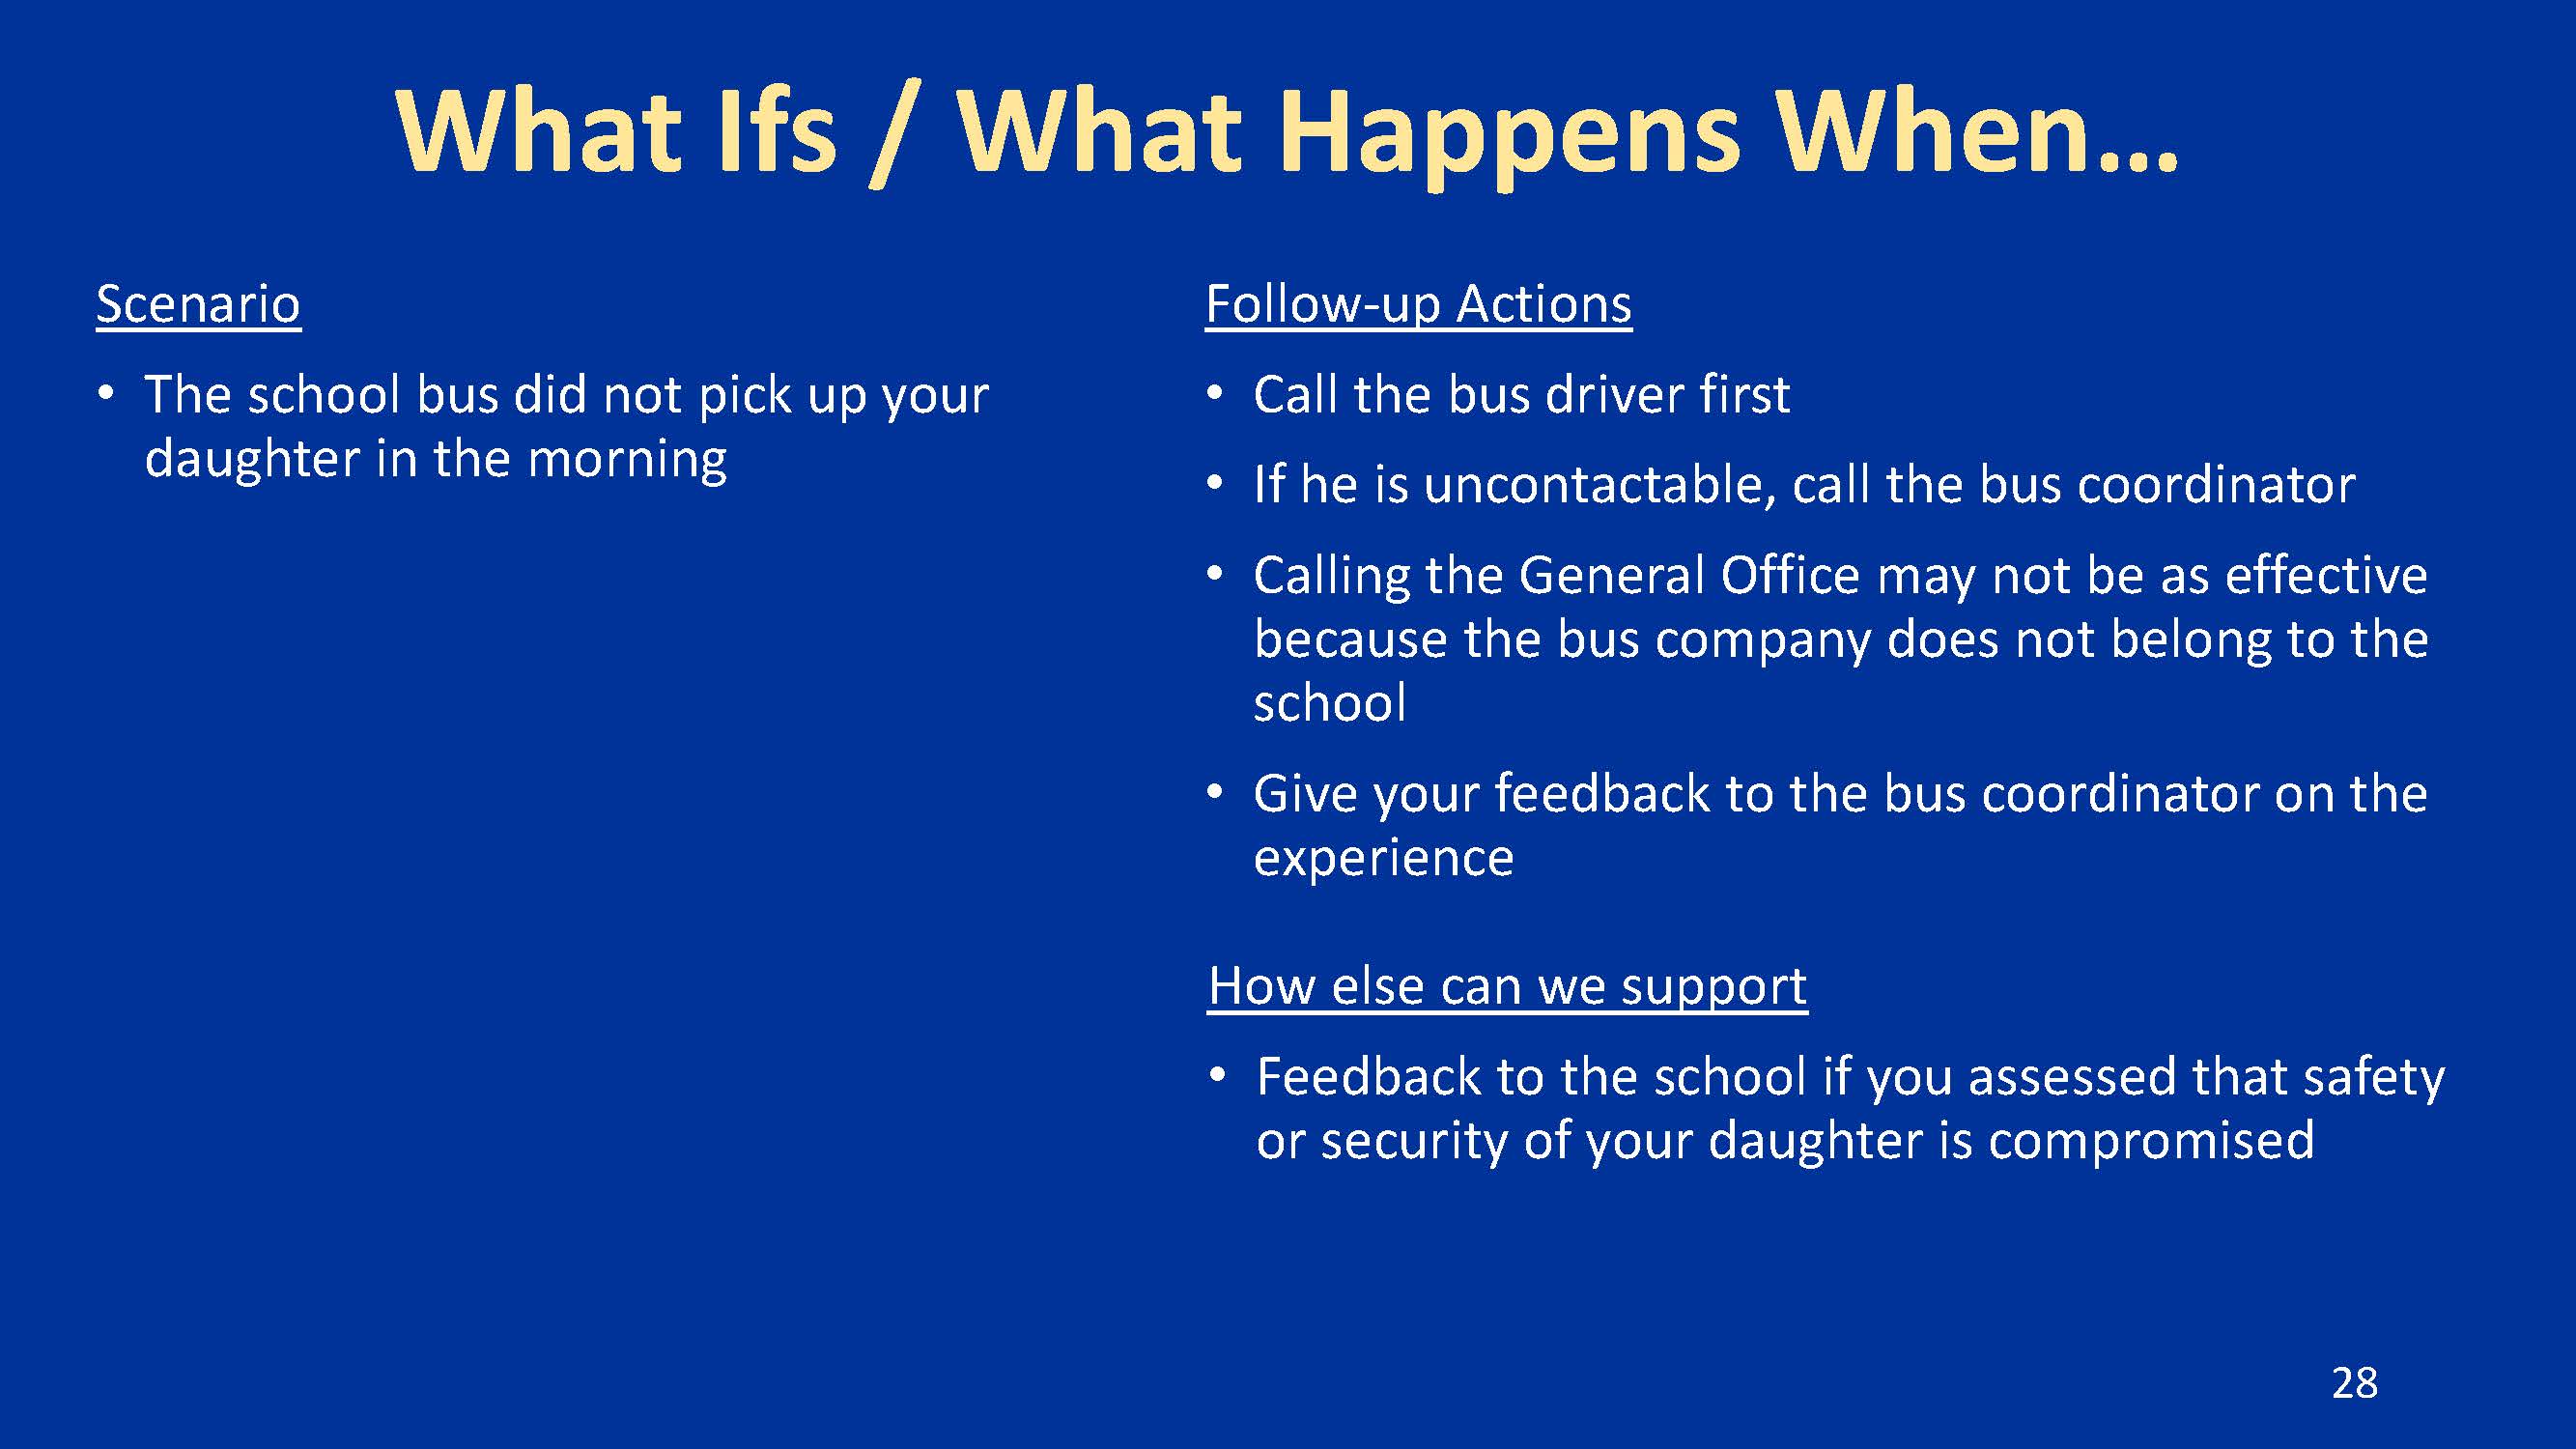 What Ifs / What Happens When…
Scenario
• The school bus did not pick up your
daughter in the morning
Follow-up Actions
• Call the bus driver first
• If he is uncontactable, call the bus coordinator
• Calling the General Office may not be as effective
because the bus company does not belong to the
school
• Give your feedback to the bus coordinator on the
experience
How else can we support
• Feedback to the school if you assessed that safety
or security of your daughter is compromised
28